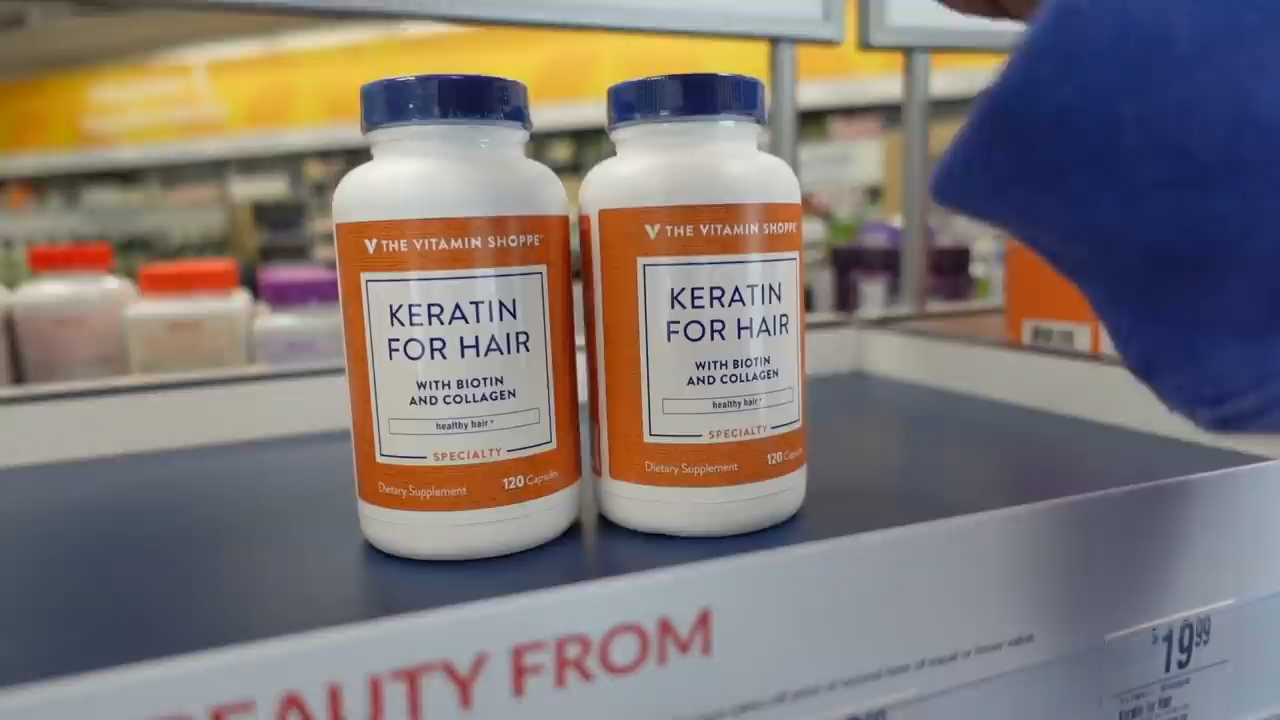 THE VITAMIN SHOPPE
KERATIN
FOR HAIR
WITH BIOTIN
AND COLLAGEN
healthy hair*
SPECIALTY
Dietary Supplement
120 Capsules
THE VITAMIN SHOPPE
KERATIN
FOR HAIR
WITH BIOTIN
AND COLLAGEN
healthy hair*
SPECIALTY
Dietary Supplement
120 Capsules
BEAUTY FROM
$19.99